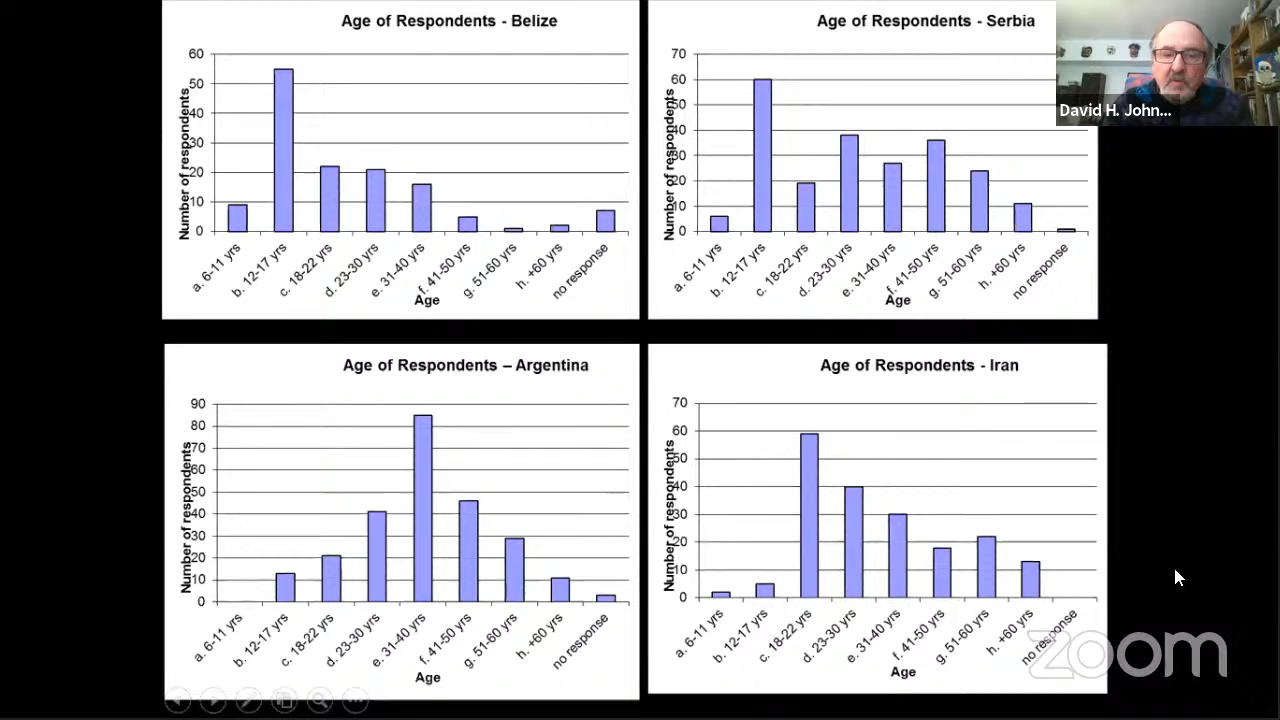 Age of Respondents - Belize
Number of respondents
60
50
40
30
20
10
0
a. 6-11 yrs
b. 12-17 yrs
c. 18-22 yrs
d. 23-30 yrs
e. 31-40 yrs
f. 41-50 yrs
g. 51-60 yrs
h. +60 yrs
no response
Age
Age of Respondents - Serbia
Number of respondents
70
60
50
40
30
20
10
0
a. 6-11 yrs
b. 12-17 yrs
c. 18-22 yrs
d. 23-30 yrs
e. 31-40 yrs
f. 41-50 yrs
g. 51-60 yrs
h. +60 yrs
no response
Age
David H. John...
Age of Respondents – Argentina
Number of respondents
90
80
70
60
50
40
30
20
10
0
a. 6-11 yrs
b. 12-17 yrs
c. 18-22 yrs
d. 23-30 yrs
e. 31-40 yrs
f. 41-50 yrs
g. 51-60 yrs
h. +60 yrs
no response
Age
Age of Respondents - Iran
Number of respondents
70
60
50
40
30
20
10
0
a. 6-11 yrs
b. 12-17 yrs
c. 18-22 yrs
d. 23-30 yrs
e. 31-40 yrs
f. 41-50 yrs
g. 51-60 yrs
h. +60 yrs
no response
Age
zoom